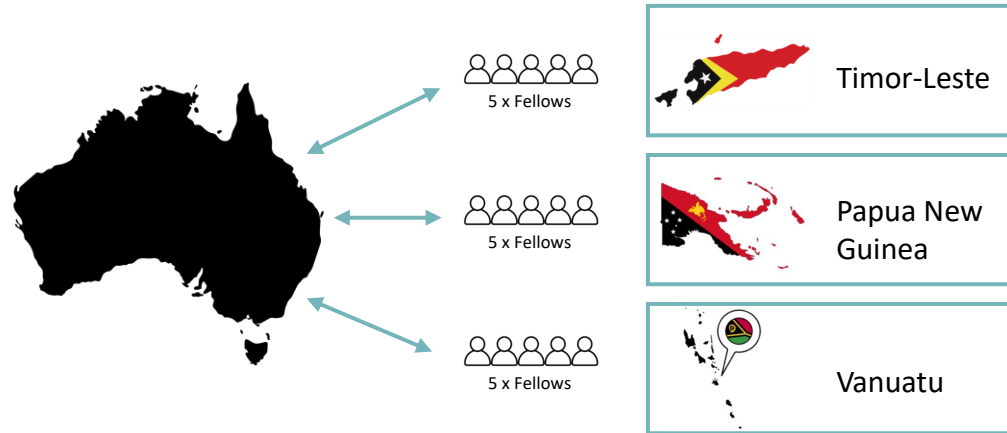 5 x Fellows
Timor-Leste
5 x Fellows
Papua New
Guinea
5 x Fellows
Vanuatu